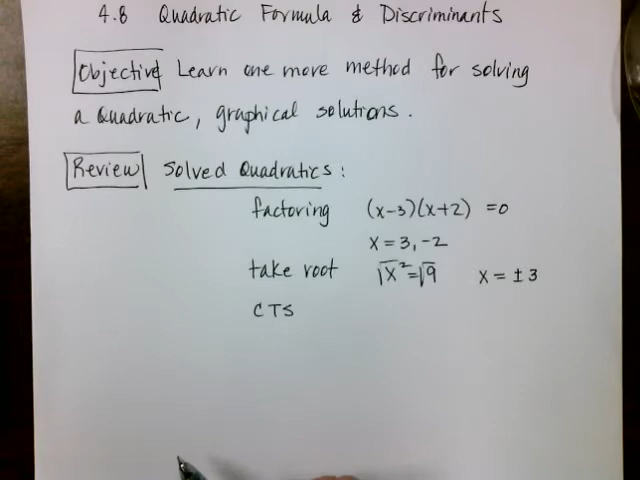 4.8 Quadratic Formula & Discriminants
Objective Learn one more method for solving
a Quadratic, graphical solutions.
Review Solved Quadratics:
factoring (x-3)(x+2) =0
x = 3, -2
take root √x² = √9 x = ± 3
CTS